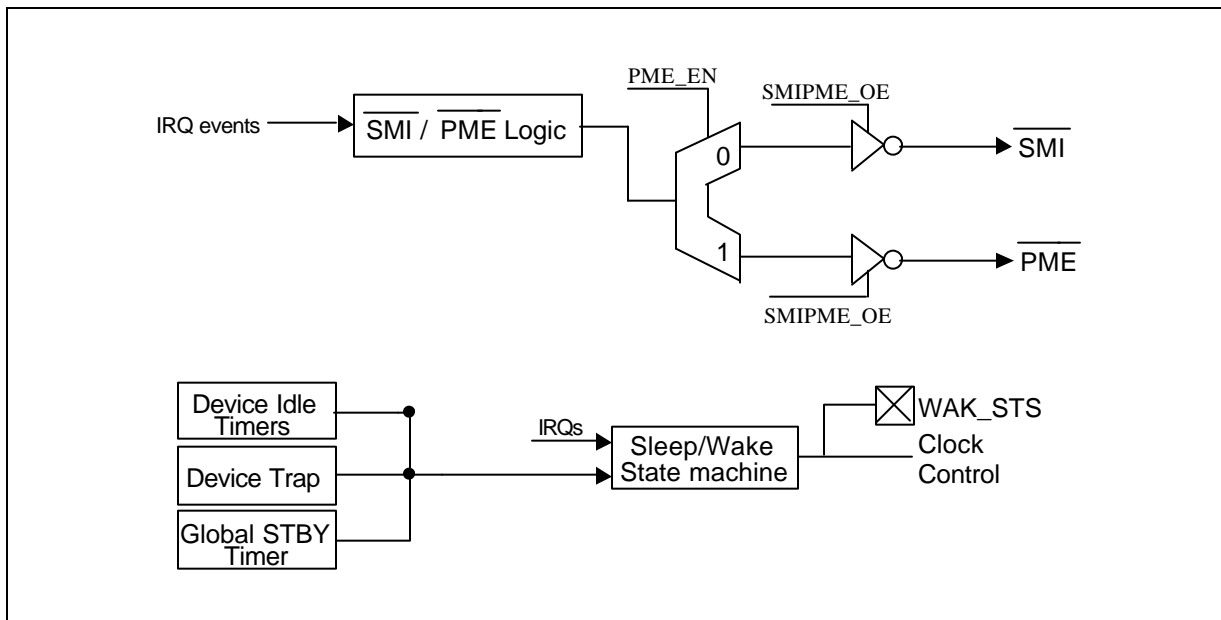 PME_EN
SMIPME_OE
IRQ events
SMI / PME Logic
0
SMI
1
PME
SMIPME_OE
Device Idle
Timers
Device Trap
Global STBY
Timer
IRQs
Sleep/Wake
State machine
WAK_STS
Clock
Control